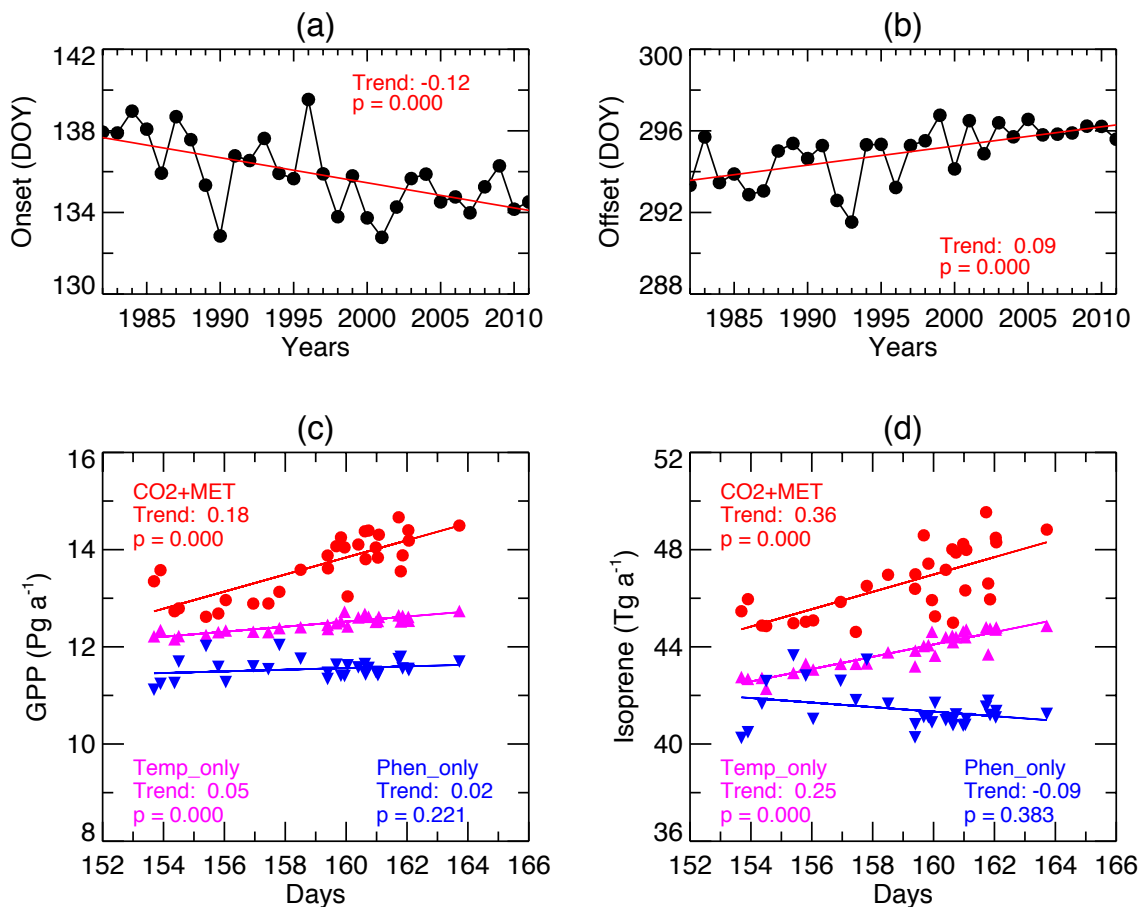 (a)
142
138
134
130
Onset (DOY)
Trend: -0.12
p = 0.000
1985 1990 1995 2000 2005 2010
Years
(b)
300
296
292
288
Offset (DOY)
Trend: 0.09
p = 0.000
1985 1990 1995 2000 2005 2010
Years
(c)
16
14
12
10
8
GPP (Pg a⁻¹)
CO2+MET
Trend: 0.18
p = 0.000
Temp_only
Trend: 0.05
p = 0.000
Phen_only
Trend: 0.02
p = 0.221
152 154 156 158 160 162 164 166
Days
(d)
52
48
44
40
36
Isoprene (Tg a⁻¹)
CO2+MET
Trend: 0.36
p = 0.000
Temp_only
Trend: 0.25
p = 0.000
Phen_only
Trend: -0.09
p = 0.383
152 154 156 158 160 162 164 166
Days